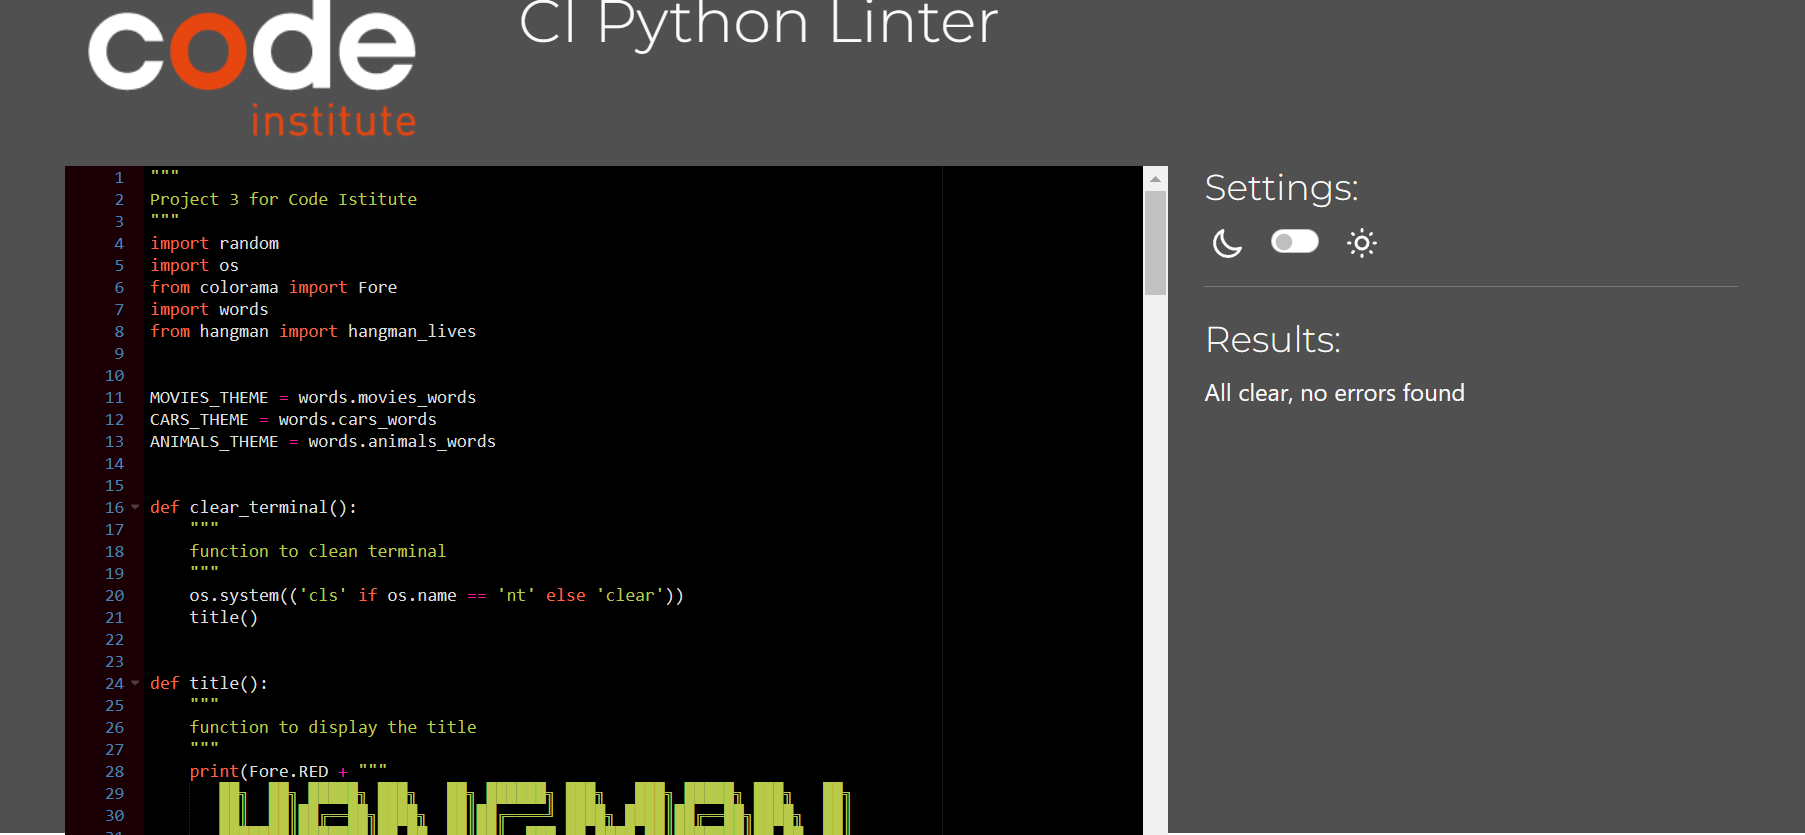 code
institute
CI Python Linter
1 """
2 Project 3 for Code Istitute
3 """
4 import random
5 import os
6 from colorama import Fore
7 import words
8 from hangman import hangman_lives
9
10
11 MOVIES_THEME = words.movies_words
12 CARS_THEME = words.cars_words
13 ANIMALS_THEME = words.animals_words
14
15
16 def clear_terminal():
17 """
18 function to clean terminal
19 """
20 os.system(('cls' if os.name == 'nt' else 'clear'))
21 title()
22
23
24 def title():
25 """
26 function to display the title
27 """
28 print(Fore.RED + """
29
30
Settings:
Results:
All clear, no errors found